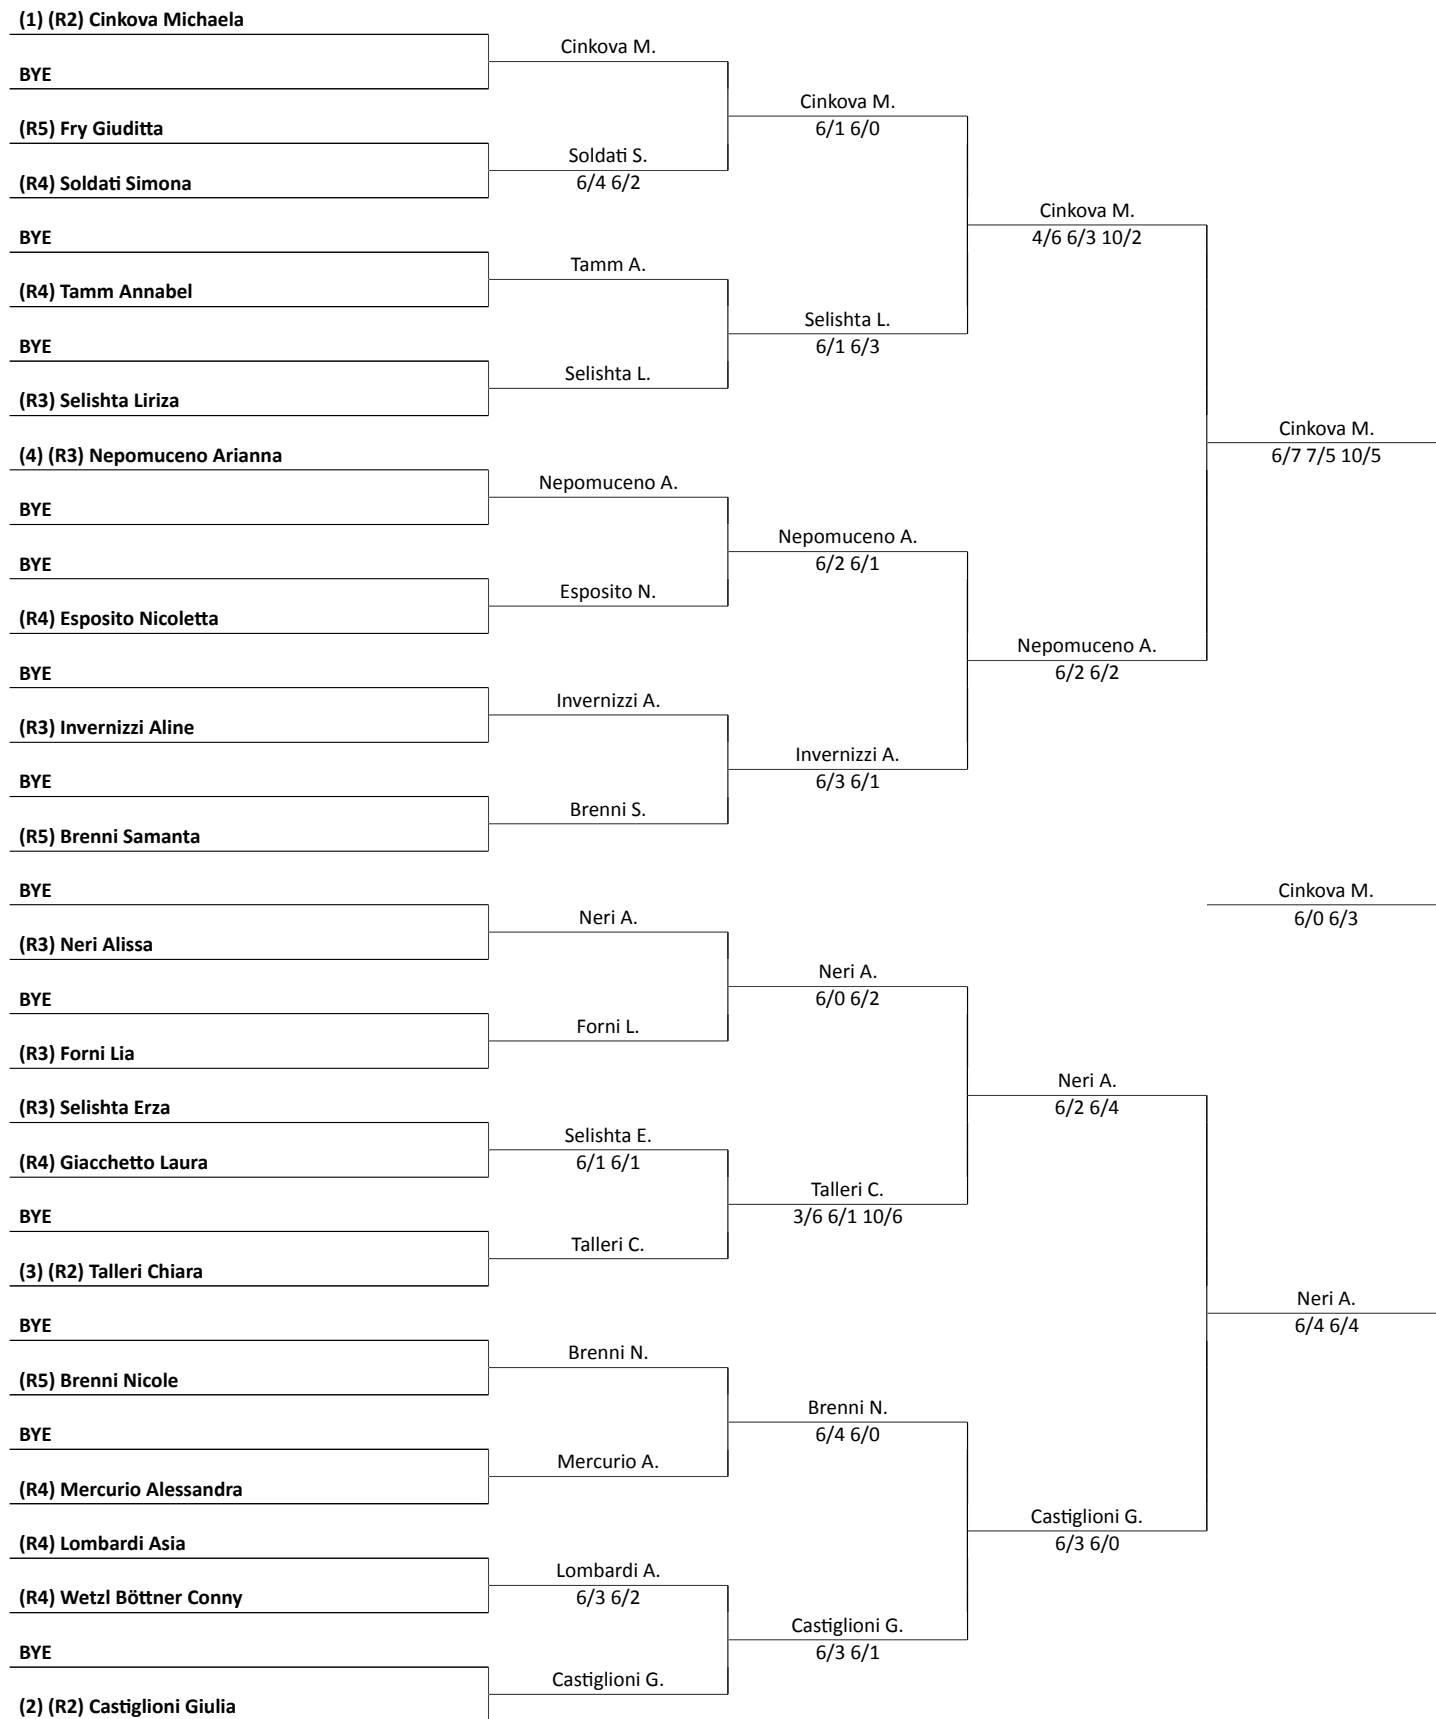 (1) (R2) Cinkova Michaela
BYE
(R5) Fry Giuditta
(R4) Soldati Simona
BYE
(R4) Tamm Annabel
BYE
(R3) Selishta Liriza
(4) (R3) Nepomuceno Arianna
BYE
BYE
(R4) Esposito Nicoletta
BYE
(R3) Invernizzi Aline
BYE
(R5) Brenni Samanta
BYE
(R3) Neri Alissa
BYE
(R3) Forni Lia
(R3) Selishta Erza
(R4) Giacchetto Laura
BYE
(3) (R2) Talleri Chiara
BYE
(R5) Brenni Nicole
BYE
(R4) Mercurio Alessandra
(R4) Lombardi Asia
(R4) Wetzl Böttner Conny
BYE
(2) (R2) Castiglioni Giulia
Cinkova M.
Soldati S.
6/4 6/2
Tamm A.
Selishta L.
Nepomuceno A.
Esposito N.
Invernizzi A.
Brenni S.
Neri A.
Forni L.
Selishta E.
6/1 6/1
Talleri C.
Brenni N.
Mercurio A.
Lombardi A.
6/3 6/2
Castiglioni G.
Cinkova M.
6/1 6/0
Selishta L.
6/1 6/3
Nepomuceno A.
6/2 6/1
Invernizzi A.
6/3 6/1
Neri A.
6/0 6/2
Talleri C.
3/6 6/1 10/6
Brenni N.
6/4 6/0
Castiglioni G.
6/3 6/1
Cinkova M.
4/6 6/3 10/2
Nepomuceno A.
6/2 6/2
Neri A.
6/2 6/4
Castiglioni G.
6/3 6/0
Cinkova M.
6/7 7/5 10/5
Cinkova M.
6/0 6/3
Neri A.
6/4 6/4